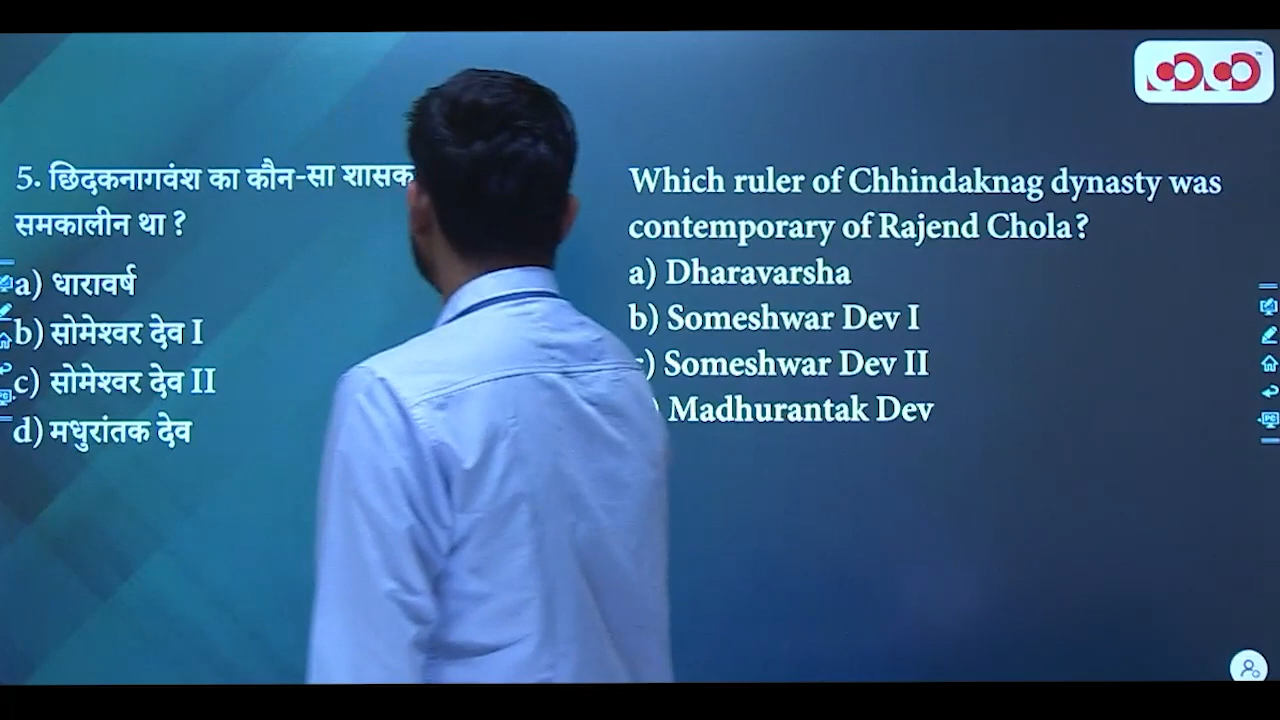 5. छिंदकनागवंश का कौन-सा शासक
समकालीन था ?
a) धारावर्ष
b) सोमेश्वर देव I
c) सोमेश्वर देव II
d) मधुरांतक देव
Which ruler of Chhindaknag dynasty was
contemporary of Rajend Chola?
a) Dharavarsha
b) Someshwar Dev I
) Someshwar Dev II
) Madhurantak Dev